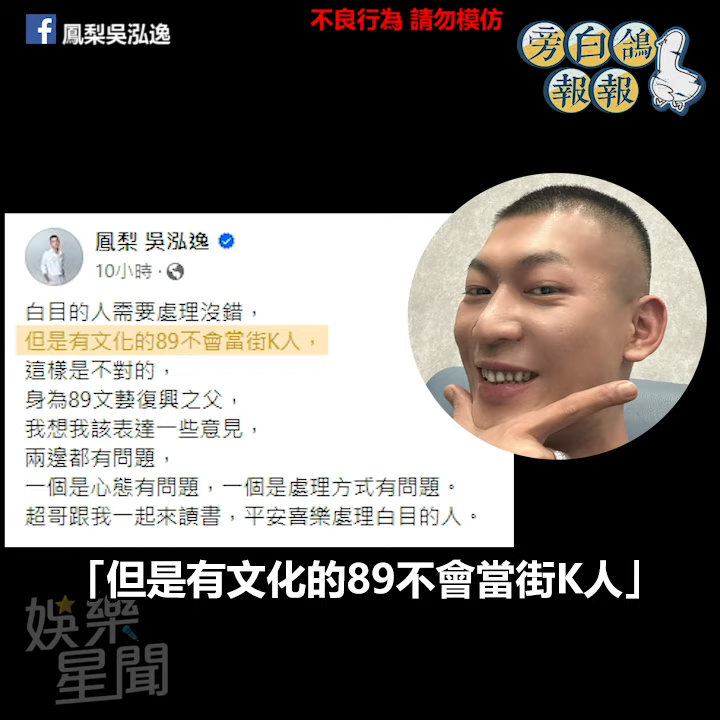 鳳梨吳泓逸
不良行為 請勿模仿
旁白鴿
報報
鳳梨 吳泓逸
10小時·
白目的人需要處理沒錯，
但是有文化的89不會當街K人，
這樣是不對的，
身為89文藝復興之父，
我想我該表達一些意見，
兩邊都有問題，
一個是心態有問題，一個是處理方式有問題。
超哥跟我一起來讀書，平安喜樂處理白目的人。
「但是有文化的89不會當街K人」
娛樂
星聞